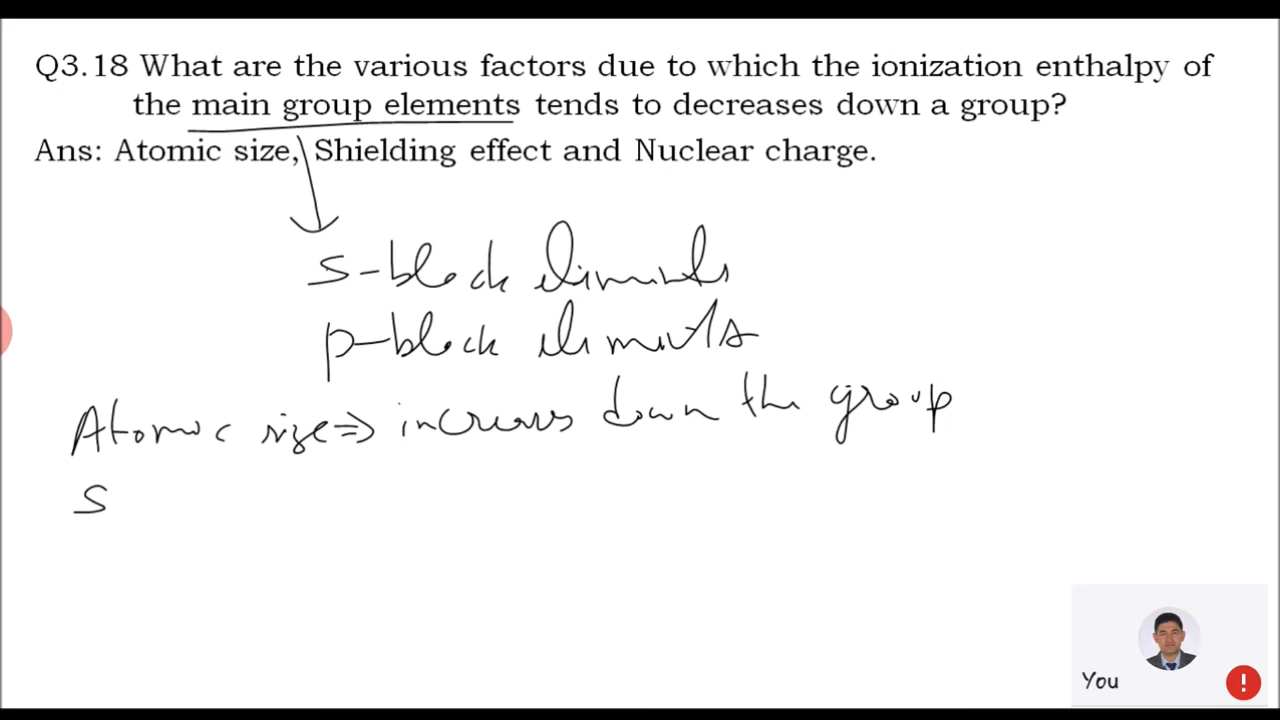 Q3.18 What are the various factors due to which the ionization enthalpy of
the main group elements tends to decreases down a group?
Ans: Atomic size, Shielding effect and Nuclear charge.
s-block elements
p-block elements
Atomic size ⇒ increases down the group
S
You
!